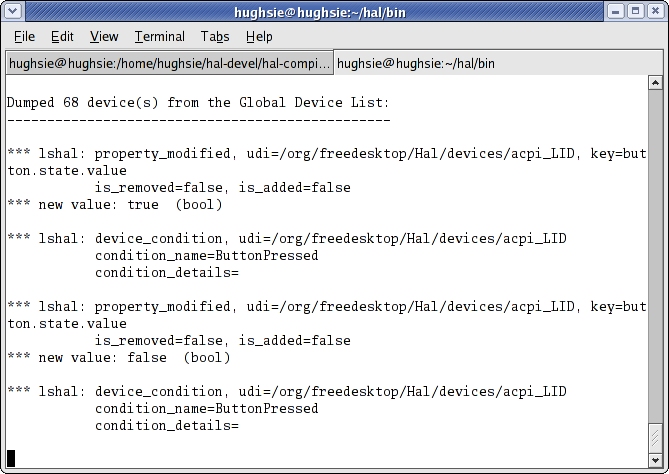 hughsie@hughsie:~/hal/bin
File Edit View Terminal Tabs Help
hughsie@hughsie:/home/hughsie/hal-devel/hal-compi... hughsie@hughsie:~/hal/bin
Dumped 68 device(s) from the Global Device List:
------------------------------------------------
*** lshal: property_modified, udi=/org/freedesktop/Hal/devices/acpi_LID, key=but
ton.state.value
is_removed=false, is_added=false
*** new value: true  (bool)
*** lshal: device_condition, udi=/org/freedesktop/Hal/devices/acpi_LID
condition_name=ButtonPressed
condition_details=
*** lshal: property_modified, udi=/org/freedesktop/Hal/devices/acpi_LID, key=but
ton.state.value
is_removed=false, is_added=false
*** new value: false  (bool)
*** lshal: device_condition, udi=/org/freedesktop/Hal/devices/acpi_LID
condition_name=ButtonPressed
condition_details=